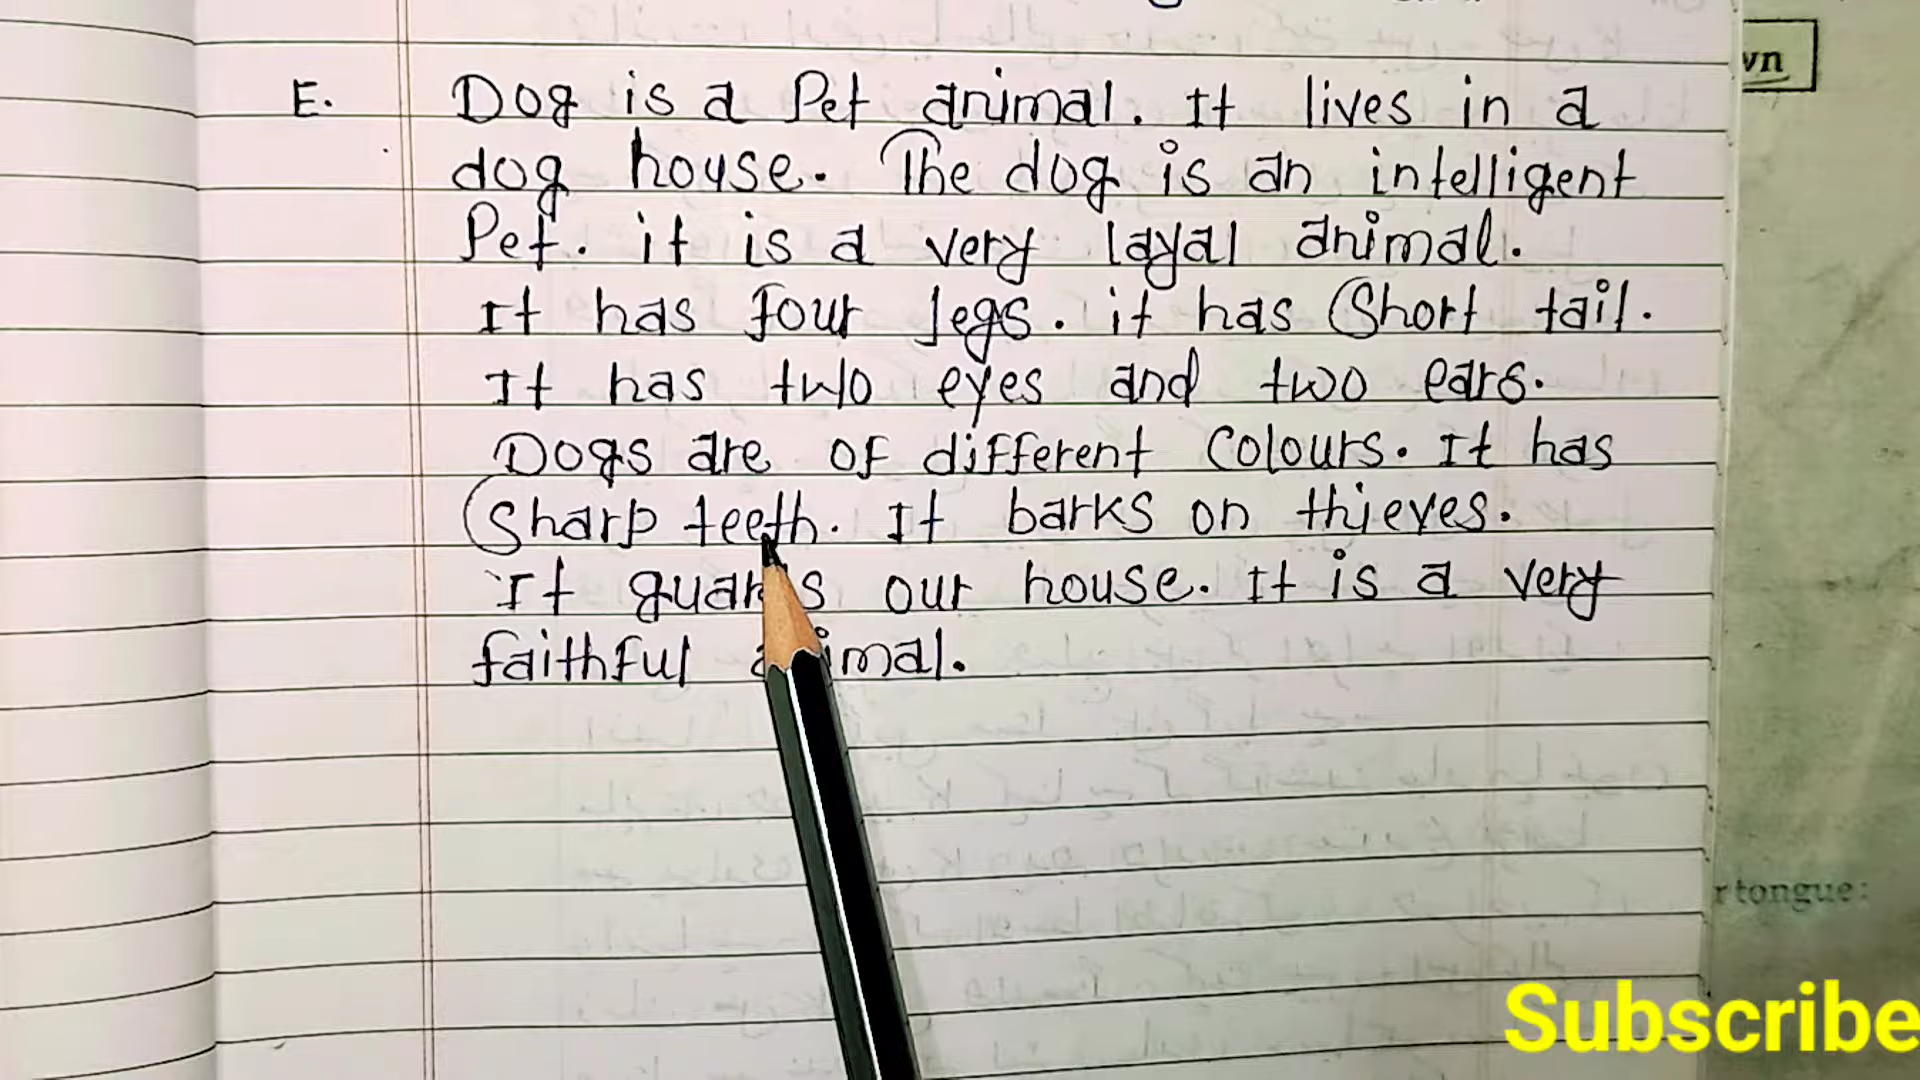 vn
E. Dog is a Pet animal. It lives in a
dog house. The dog is an intelligent
Pet. it is a very layal animal.
It has four legs. it has Short tail.
It has two eyes and two ears.
Dogs are of different Colours. It has
Sharp teeth. It barks on thieves.
It our house. It is a very
faithful
r tongue:
Subscribe